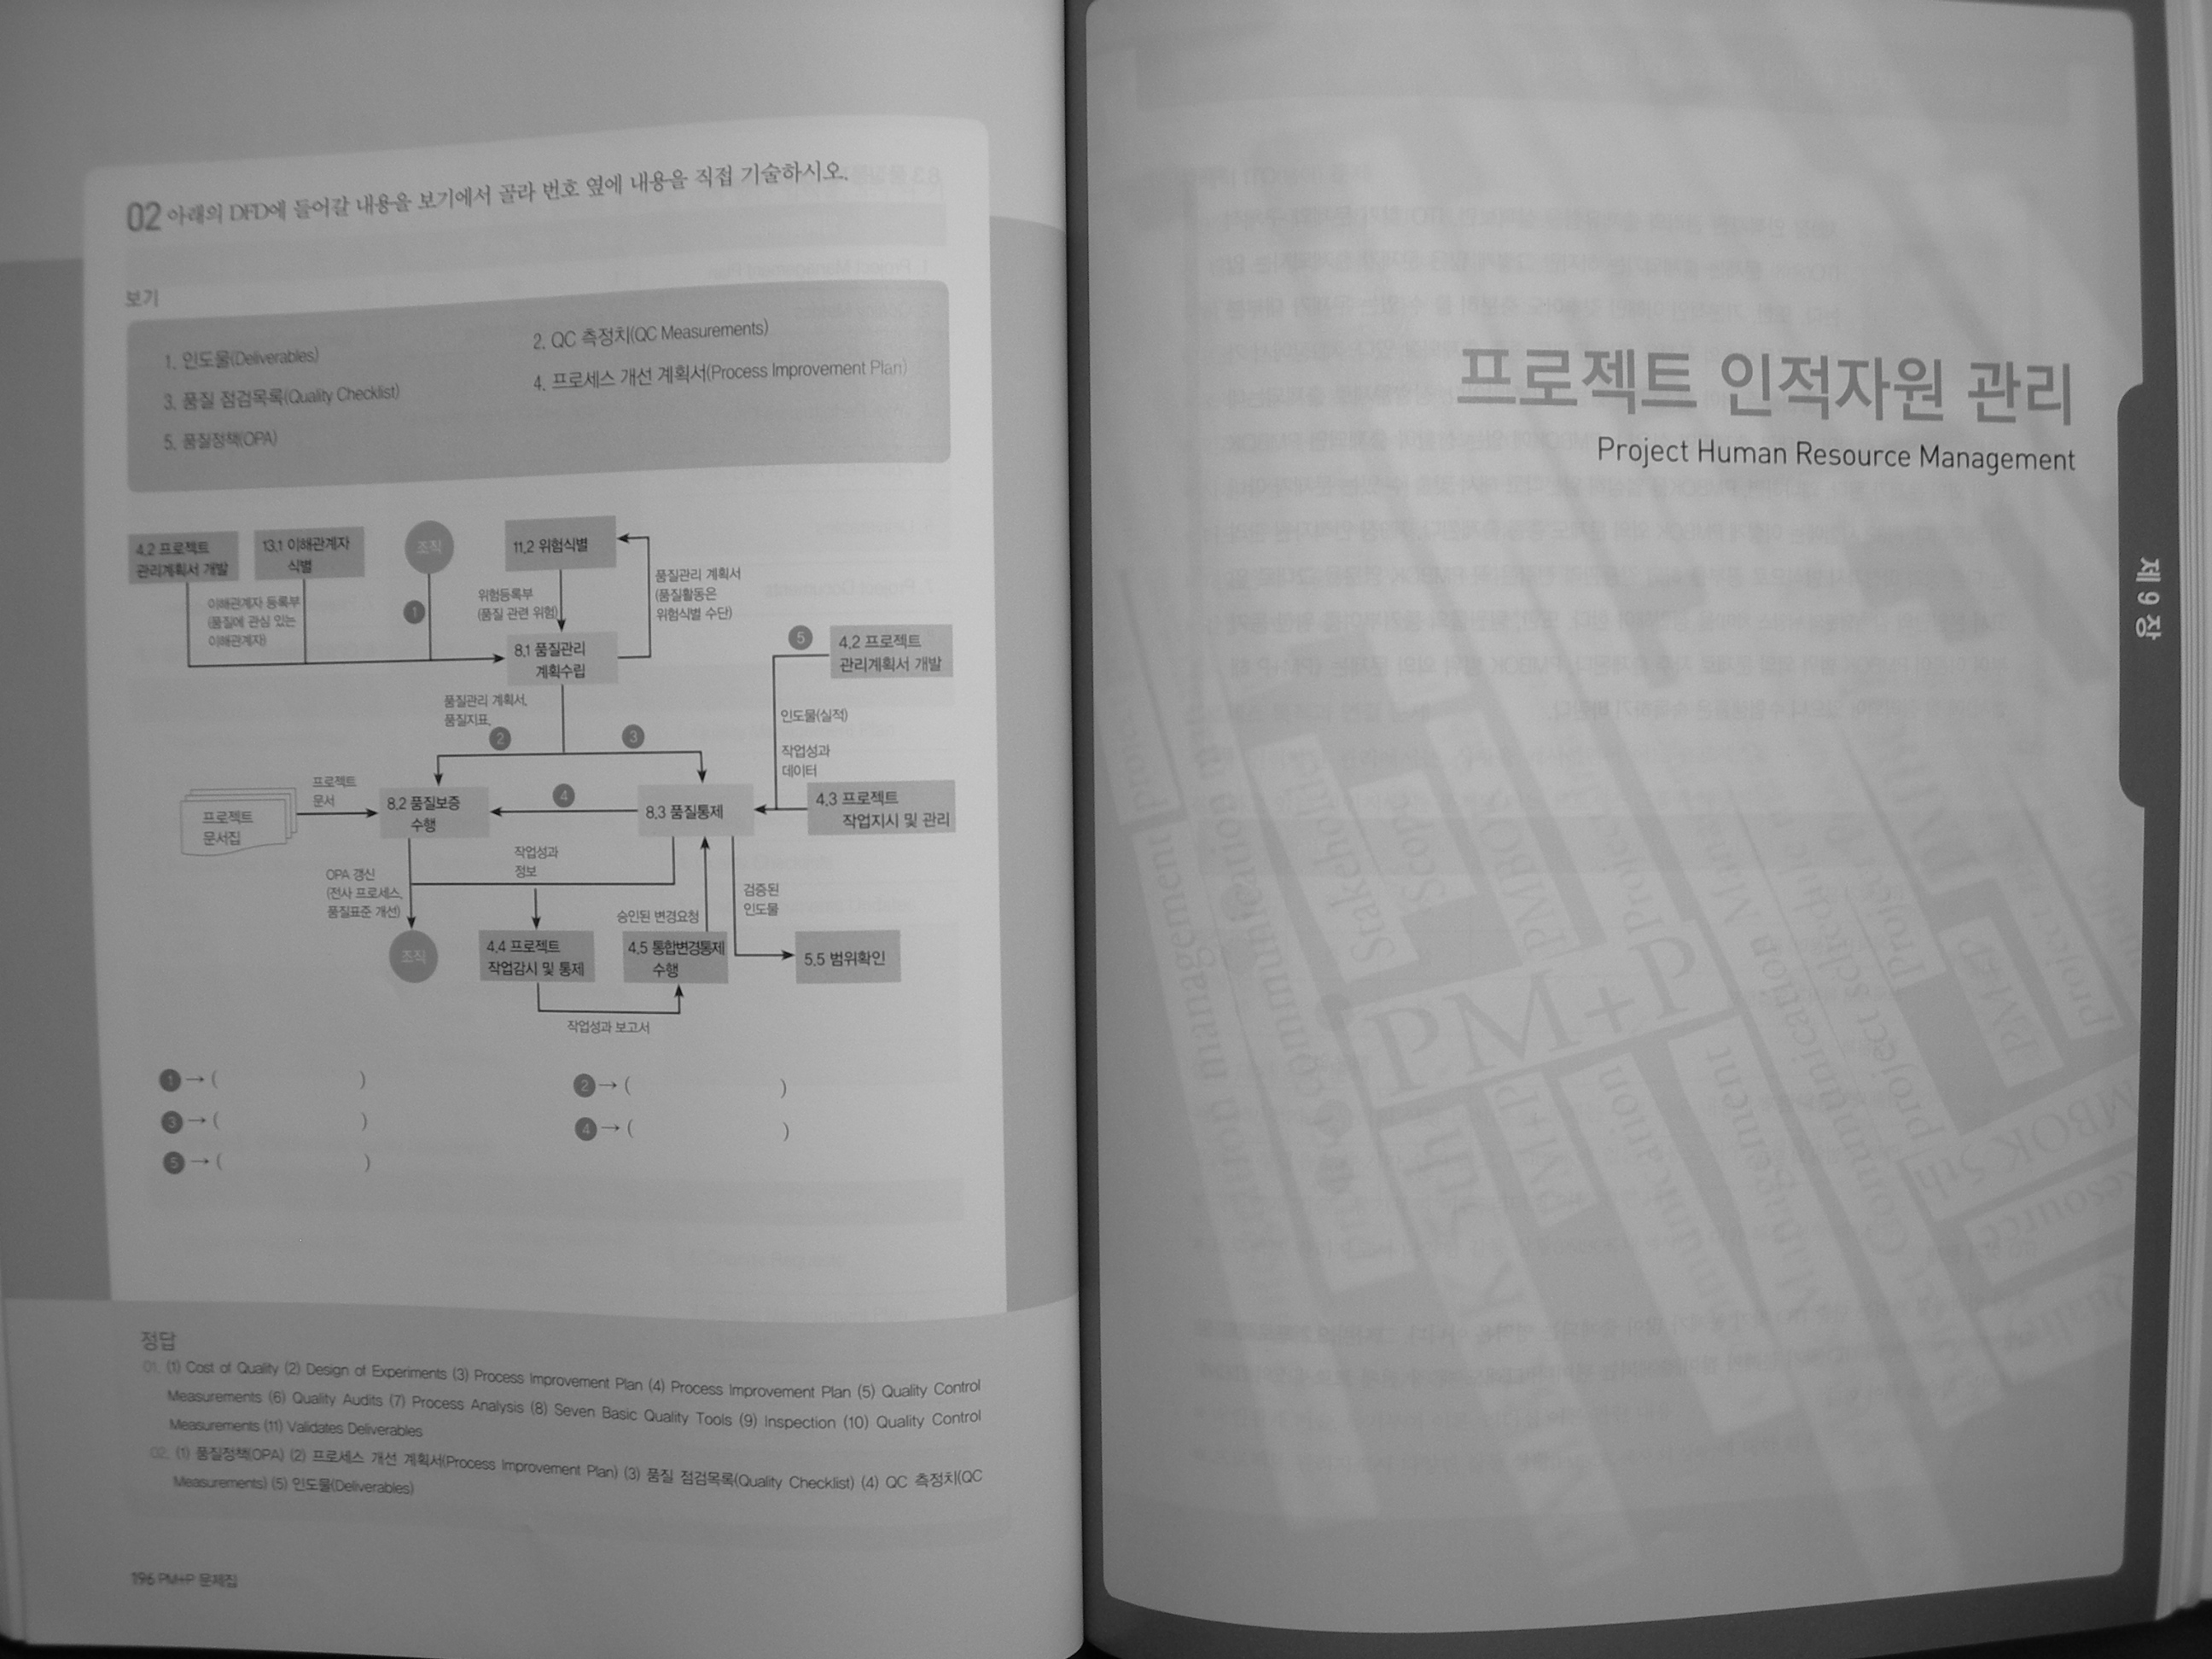 02 아래의 DFD에 들어갈 내용을 보기에서 골라 번호 옆에 내용을 직접 기술하시오.
보기
1. 인도물(Deliverables)
2. QC 측정치(QC Measurements)
3. 품질 점검목록(Quality Checklist)
4. 프로세스 개선 계획서(Process Improvement Plan)
5. 품질정책(OPA)
4.2 프로젝트
관리계획서 개발
13.1 이해관계자
식별
조직
11.2 위험식별
이해관계자 등록부
(품질에 관심 있는
이해관계자)
1
위험등록부
(품질 관련 위험)
품질관리 계획서
(품질활동은
위험식별 수단)
8.1 품질관리
계획수립
5
4.2 프로젝트
관리계획서 개발
품질관리 계획서,
품질지표,
2
3
인도물(실적)
작업성과
데이터
프로젝트
문서집
프로젝트
문서
8.2 품질보증
수행
4
8.3 품질통제
4.3 프로젝트
작업지시 및 관리
OPA 갱신
(전사 프로세스,
품질표준 개선)
작업성과
정보
승인된 변경요청
검증된
인도물
조직
4.4 프로젝트
작업감시 및 통제
4.5 통합변경통제
수행
5.5 범위확인
작업성과 보고서
1 → ( )
2 → ( )
3 → ( )
4 → ( )
5 → ( )
정답
01. (1) Cost of Quality (2) Design of Experiments (3) Process Improvement Plan (4) Process Improvement Plan (5) Quality Control
Measurements (6) Quality Audits (7) Process Analysis (8) Seven Basic Quality Tools (9) Inspection (10) Quality Control
Measurements (11) Validates Deliverables
02. (1) 품질정책(OPA) (2) 프로세스 개선 계획서(Process Improvement Plan) (3) 품질 점검목록(Quality Checklist) (4) QC 측정치(QC
Measurements) (5) 인도물(Deliverables)
196 PM+P 문제집
프로젝트 인적자원 관리
Project Human Resource Management
제9장
PM+P